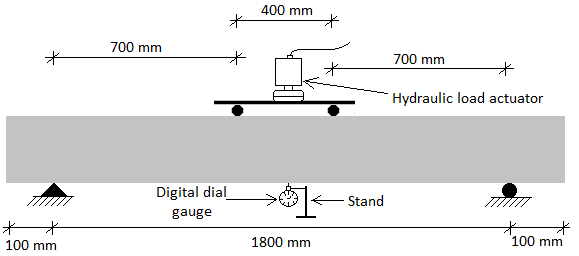 400 mm
700 mm
700 mm
Hydraulic load actuator
Digital dial
gauge
Stand
100 mm
1800 mm
100 mm